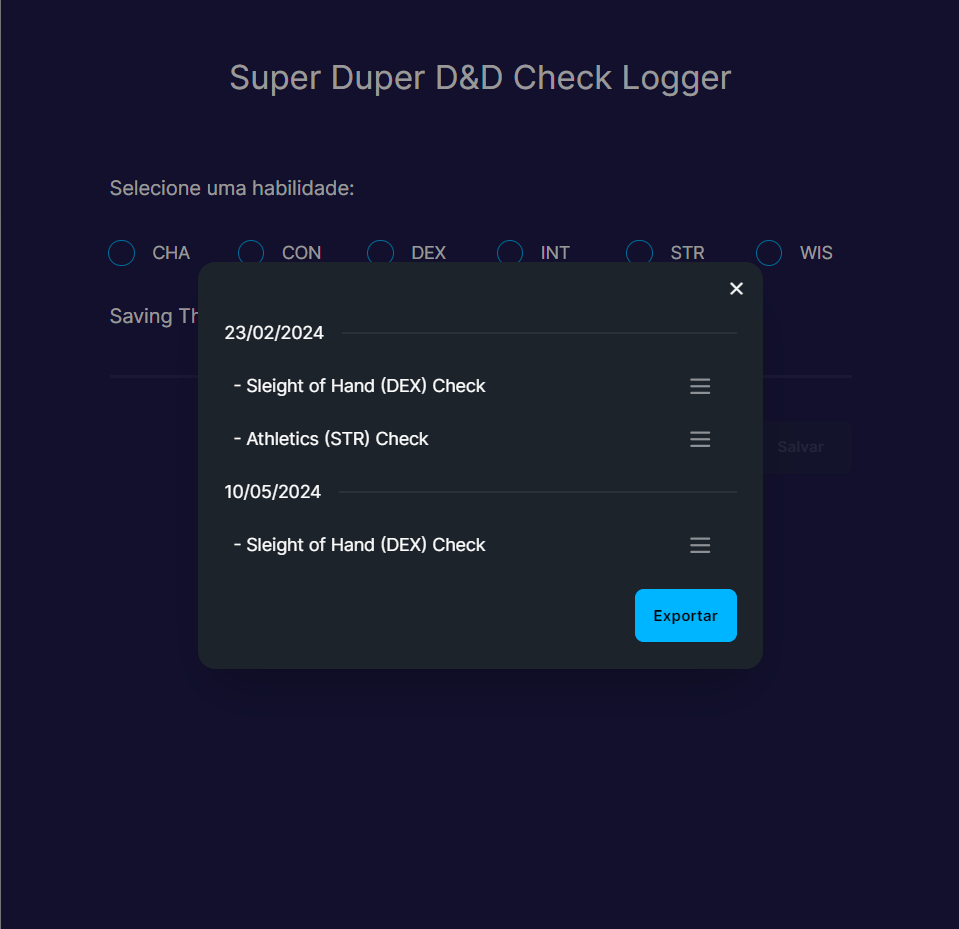 Super Duper D&D Check Logger
Selecione uma habilidade:
CHA CON DEX INT STR WIS
Saving Th
23/02/2024
- Sleight of Hand (DEX) Check
- Athletics (STR) Check
10/05/2024
- Sleight of Hand (DEX) Check
Salvar
Exportar